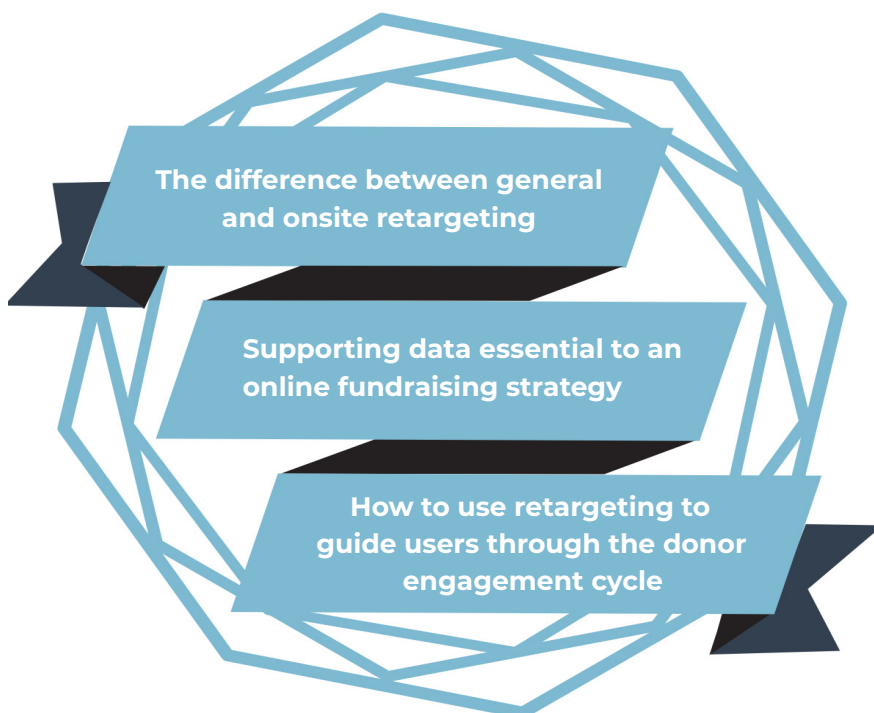 The difference between general
and onsite retargeting
Supporting data essential to an
online fundraising strategy
How to use retargeting to
guide users through the donor
engagement cycle